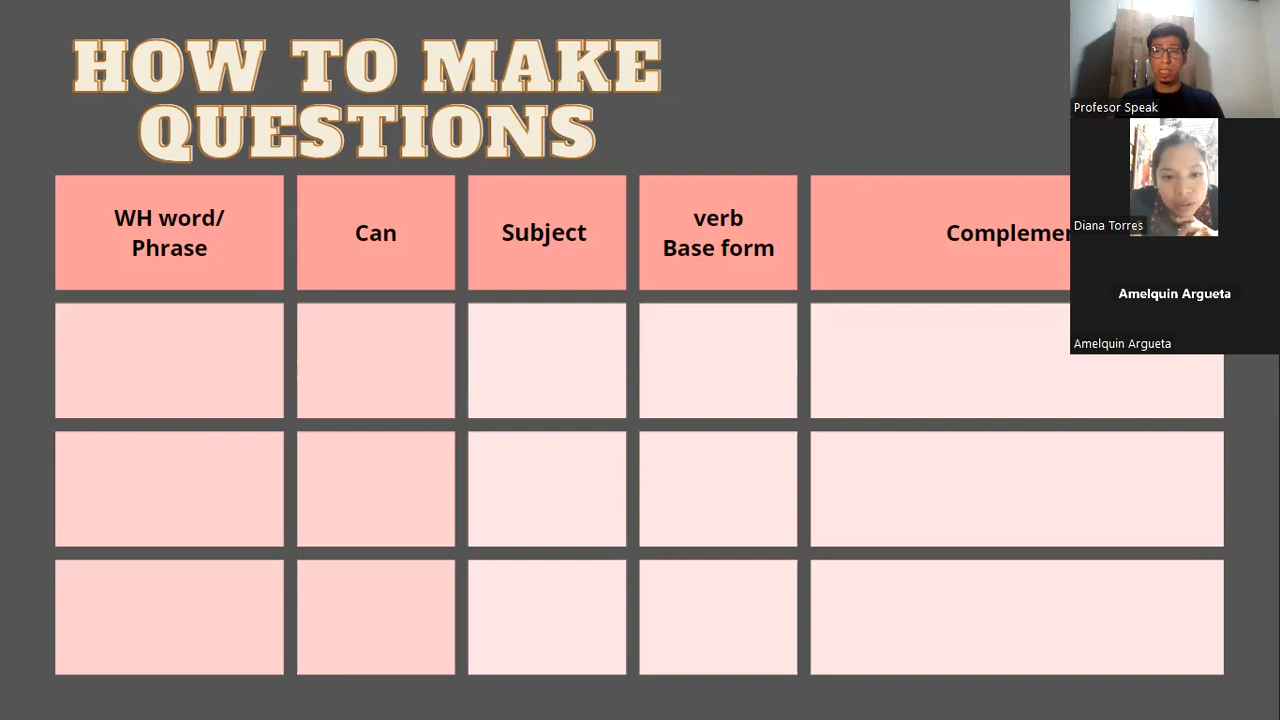 HOW TO MAKE
QUESTIONS
WH word/
Phrase
Can
Subject
verb
Base form
Complemen
Profesor Speak
Diana Torres
Amelquin Argueta
Amelquin Argueta